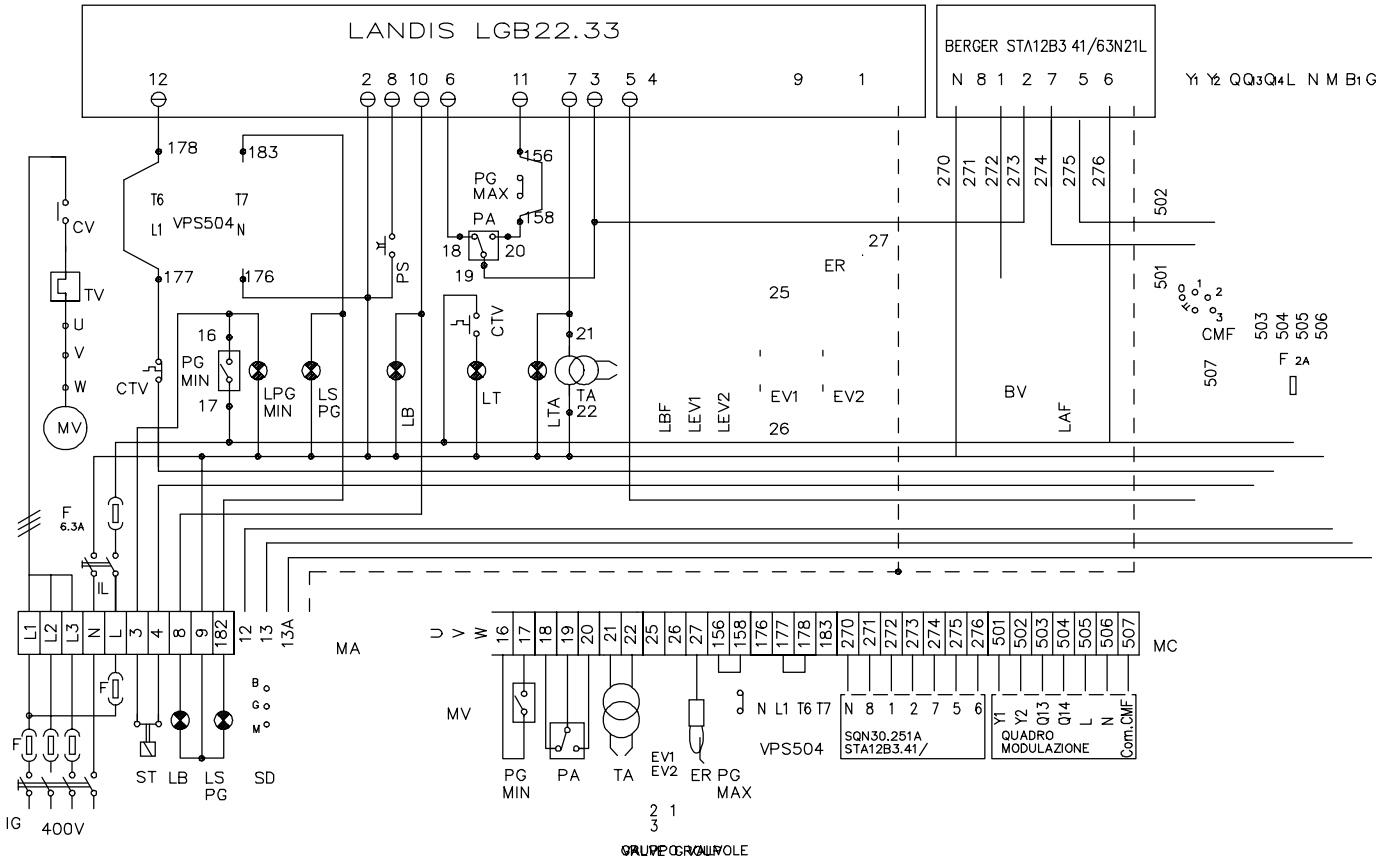 LANDIS LGB22.33
BERGER STA12B3 41/63N21L
12 2 8 10 6 11 7 3 5 4 9 1
N 8 1 2 7 5 6
Y1 Y2 Q Q13 Q14 L N M B1 G
178 183 156
270 271 272 273 274 275 276
T6 T7
L1 VPS504 N
PG
MAX
158
PA
18 20
19
502
CV
177 176
PS
27
ER
25
501
0 1 2 3
CMF
503 504 505 506
TV
U
V
W
MV
16
PG
MIN
17
CTV
LPG
MIN
LS
PG
LB
CTV
LT
21
LTA
TA
22
LBF
LEV1
LEV2
EV1 EV2
26
BV
LAF
507
F 2A
F
6.3A
IL
L1 L2 L3 N L 3 4 8 9 182 12 13 13A
MA
U V W 16 17 18 19 20 21 22 25 26 27 156 158 176 177 178 183 270 271 272 273 274 275 276 501 502 503 504 505 506 507
MC
F
B
G
M
F
ST LB LS
PG
SD
IG 400V
MV
PG
MIN
PA
TA
EV1
EV2
ER
PG
MAX
N L1 T6 T7
VPS504
2 1
3
N 8 1 2 7 5 6
SQN30.251A
STA12B3.41/
Y1 Y2 Q13 Q14 L N Com.CMF
QUADRO
MODULAZIONE